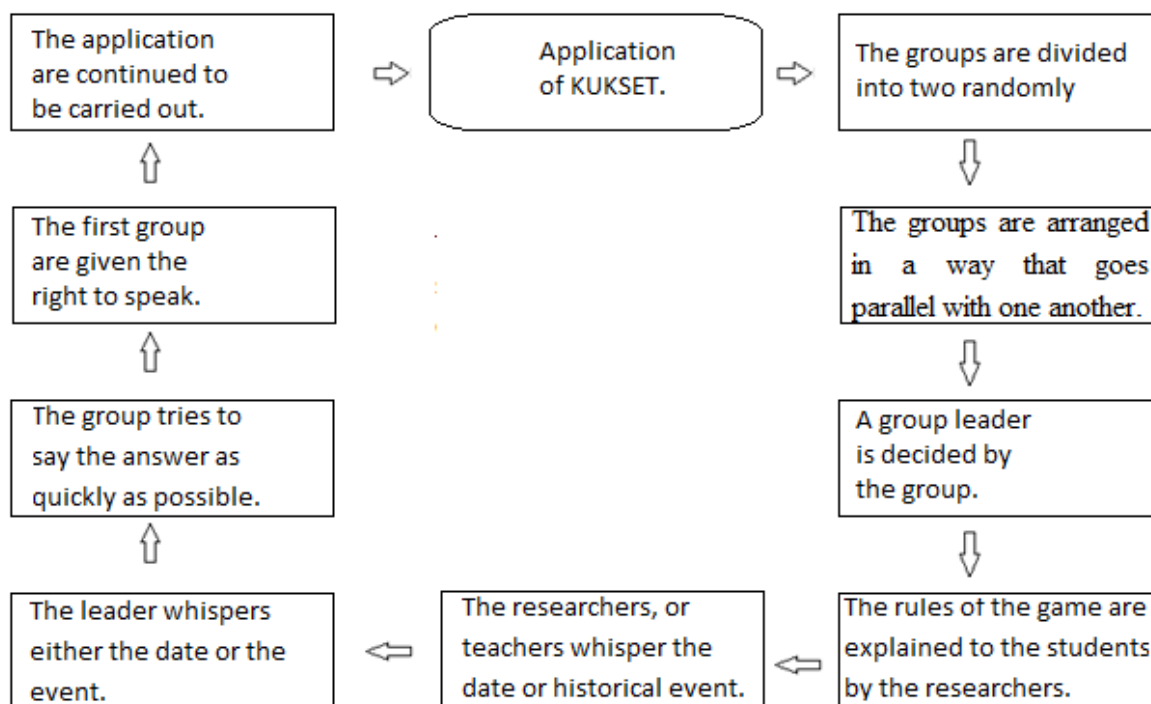 The application
are continued to
be carried out.
Application
of KUKSET.
The groups are divided
into two randomly
The first group
are given the
right to speak.
The groups are arranged
in a way that goes
parallel with one another.
The group tries to
say the answer as
quickly as possible.
A group leader
is decided by
the group.
The leader whispers
either the date or the
event.
The researchers, or
teachers whisper the
date or historical event.
The rules of the game are
explained to the students
by the researchers.